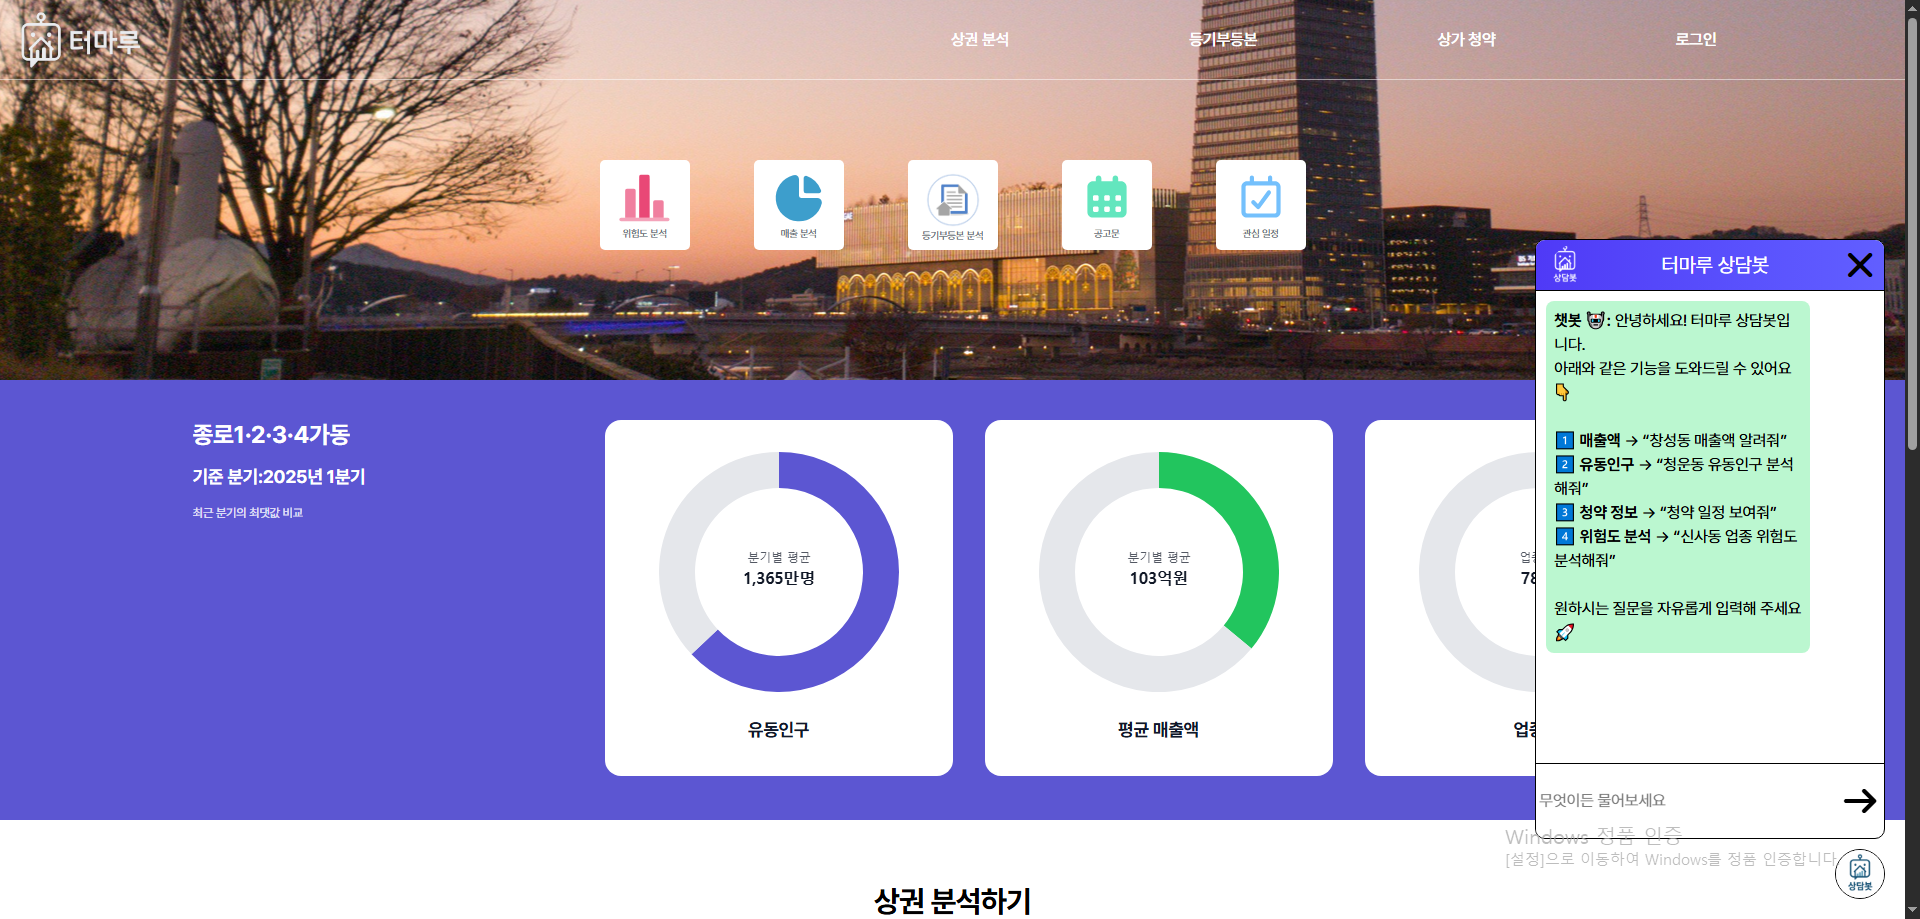 터마루
상권 분석
등기부등본
상가 청약
로그인
위험도 분석
매출 분석
등기부등본 분석
공고문
관심 일정
종로1·2·3·4가동
기준 분기:2025년 1분기
최근 분기의 최댓값 비교
분기별 평균
1,365만명
유동인구
분기별 평균
103억원
평균 매출액
78
상담봇
터마루 상담봇
챗봇 : 안녕하세요! 터마루 상담봇입
니다.
아래와 같은 기능을 도와드릴 수 있어요
👇
1 매출액 → “창성동 매출액 알려줘”
2 유동인구 → “청운동 유동인구 분석
해줘”
3 청약 정보 → “청약 일정 보여줘”
4 위험도 분석 → “신사동 업종 위험도
분석해줘”
원하시는 질문을 자유롭게 입력해 주세요
🚀
무엇이든 물어보세요
Windows 정품 인증
[설정]으로 이동하여 Windows를 정품 인증합니다
상담봇
상권 분석하기